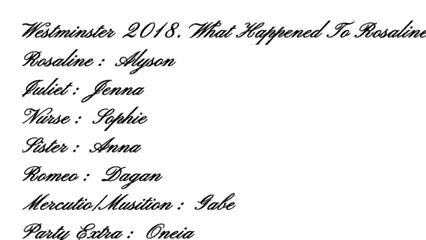 Westminster 2018. What Happened To Rosaline
Rosaline : Alyson
Juliet : Jenna
Nurse : Sophie
Sister : Anna
Romeo : Dagan
Mercutio/Musition : Gabe
Party Extra : Oneia